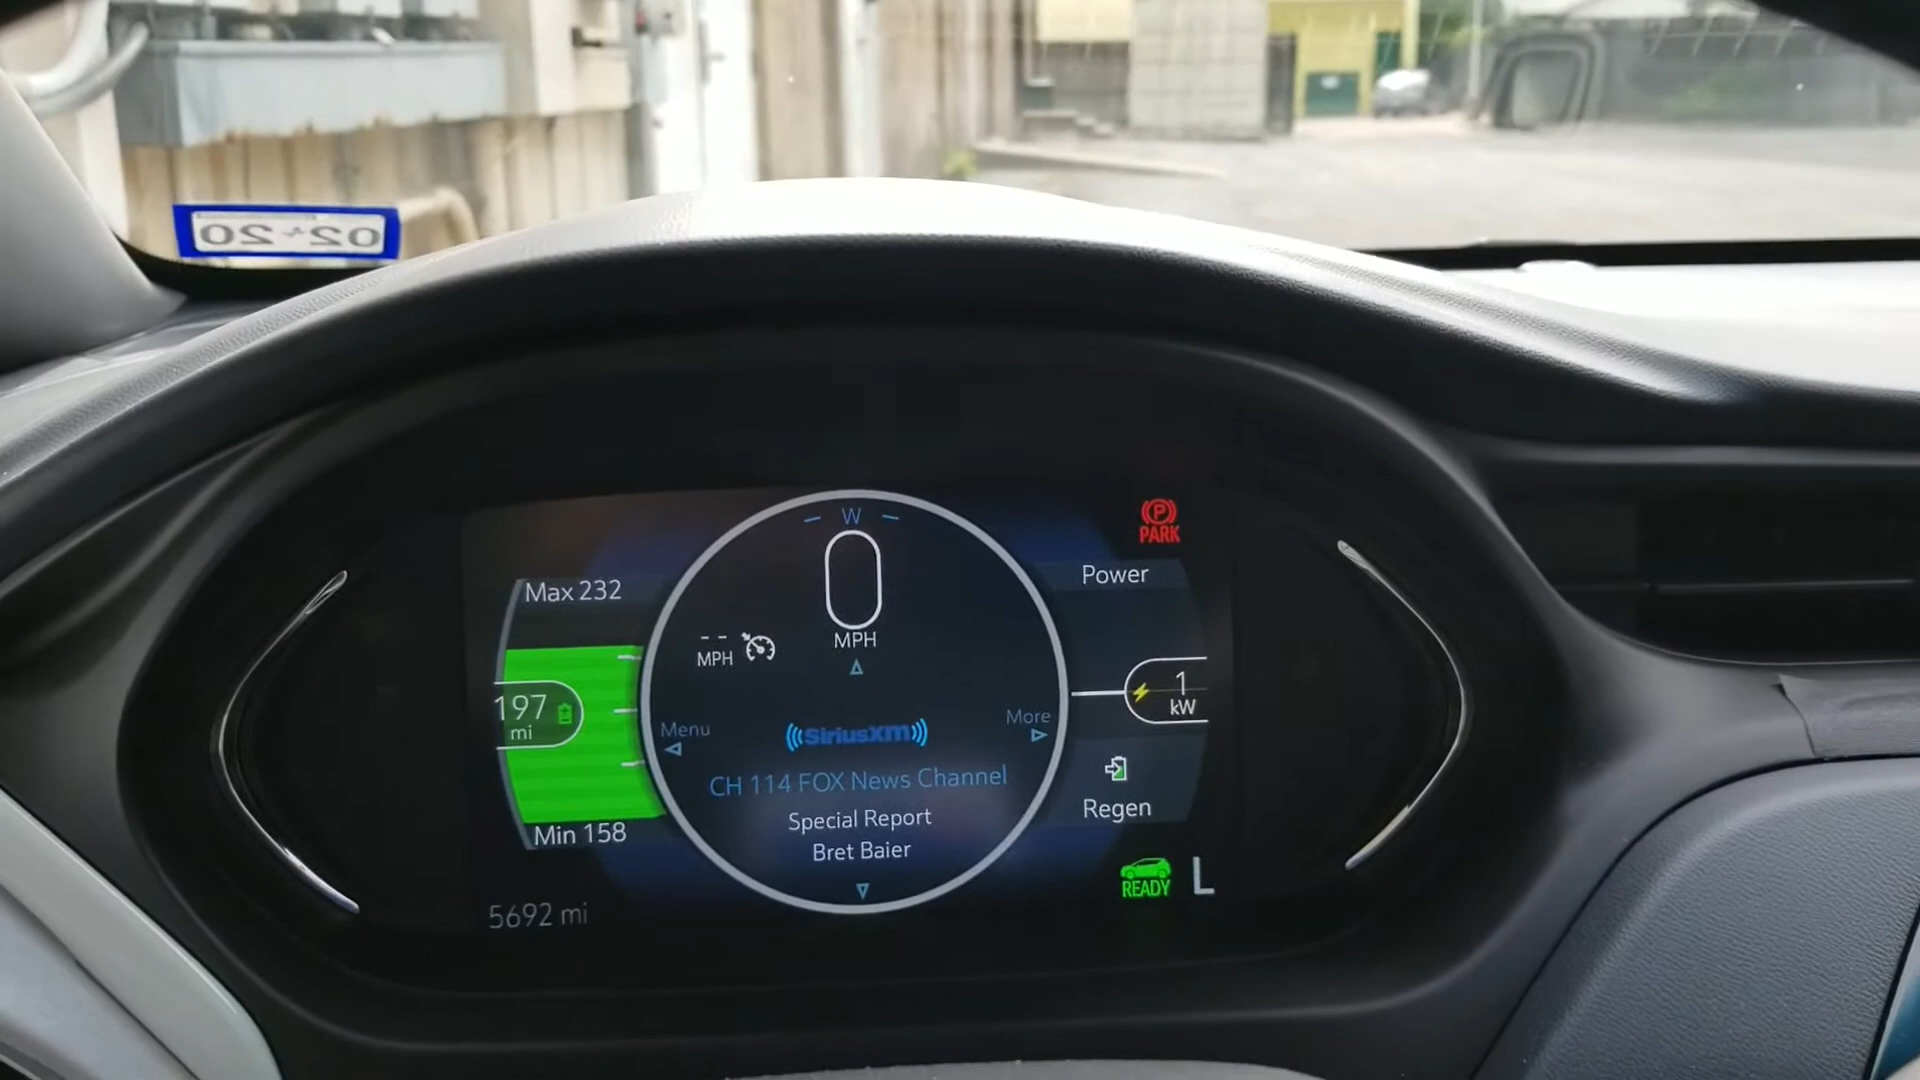 02 20
W
0
MPH
PARK
Max 232
Power
-- MPH
197
mi
1
kW
Menu
More
SiriusXM
CH 114 FOX News Channel
Special Report
Bret Baier
Regen
Min 158
READY L
5692 mi